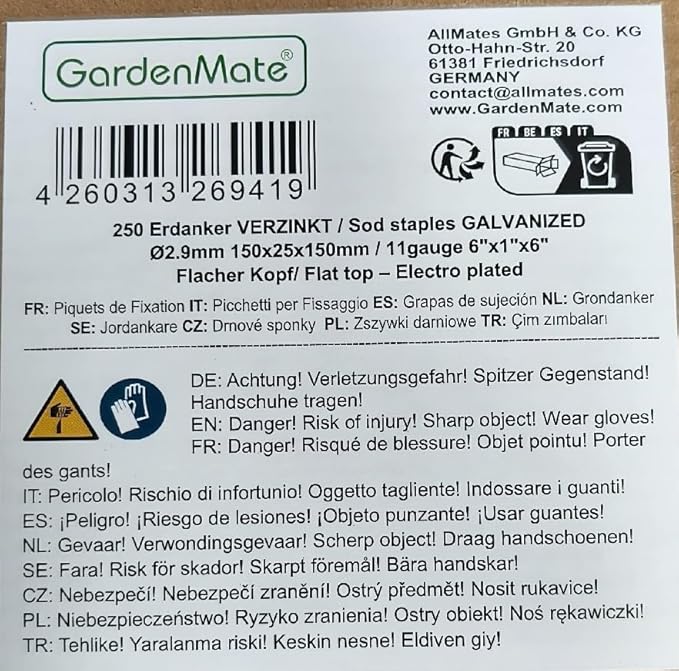 GardenMate®
AllMates GmbH & Co. KG
Otto-Hahn-Str. 20
61381 Friedrichsdorf
GERMANY
contact@allmates.com
www.GardenMate.com
FR BE ES IT
4 260313 269419
250 Erdanker VERZINKT / Sod staples GALVANIZED
Ø2.9mm 150x25x150mm / 11gauge 6"x1"x6"
Flacher Kopf/ Flat top – Electro plated
FR: Piquets de Fixation IT: Picchetti per Fissaggio ES: Grapas de sujeción NL: Grondanker
SE: Jordankare CZ: Drnové sponky PL: Zszywki darniowe TR: Çim zımbaları
DE: Achtung! Verletzungsgefahr! Spitzer Gegenstand!
Handschuhe tragen!
EN: Danger! Risk of injury! Sharp object! Wear gloves!
FR: Danger! Risqué de blessure! Objet pointu! Porter
des gants!
IT: Pericolo! Rischio di infortunio! Oggetto tagliente! Indossare i guanti!
ES: ¡Peligro! ¡Riesgo de lesiones! ¡Objeto punzante! ¡Usar guantes!
NL: Gevaar! Verwondingsgevaar! Scherp object! Draag handschoenen!
SE: Fara! Risk för skador! Skarpt föremål! Bära handskar!
CZ: Nebezpečí! Nebezpečí zranění! Ostrý předmět! Nosit rukavice!
PL: Niebezpieczeństwo! Ryzyko zranienia! Ostry obiekt! Noś rękawiczki!
TR: Tehlike! Yaralanma riski! Keskin nesne! Eldiven giy!